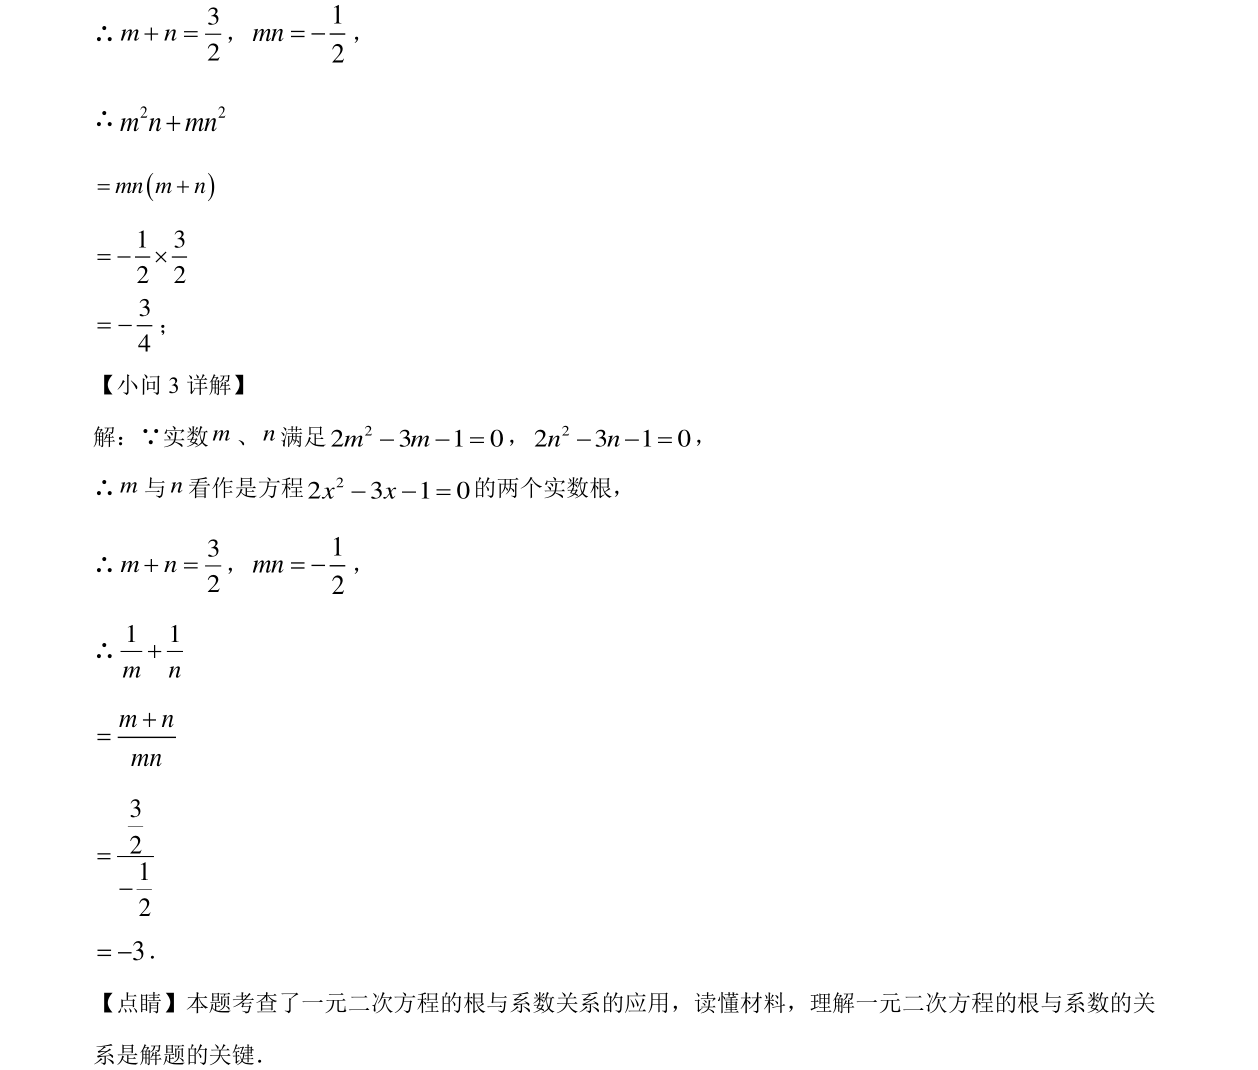 ∴ m + n = 3/2， mn = −1/2，
∴ m²n + mn²
= mn(m + n)
= −1/2 × 3/2
= −3/4；
【小问 3 详解】
解：∵实数 m 、 n 满足 2m² − 3m − 1 = 0，2n² − 3n − 1 = 0，
∴ m 与 n 看作是方程 2x² − 3x − 1 = 0 的两个实数根，
∴ m + n = 3/2， mn = −1/2，
∴ 1/m + 1/n
= (m + n)/(mn)
= (3/2)/(−1/2)
= −3．
【点睛】本题考查了一元二次方程的根与系数关系的应用，读懂材料，理解一元二次方程的根与系数的关
系是解题的关键．